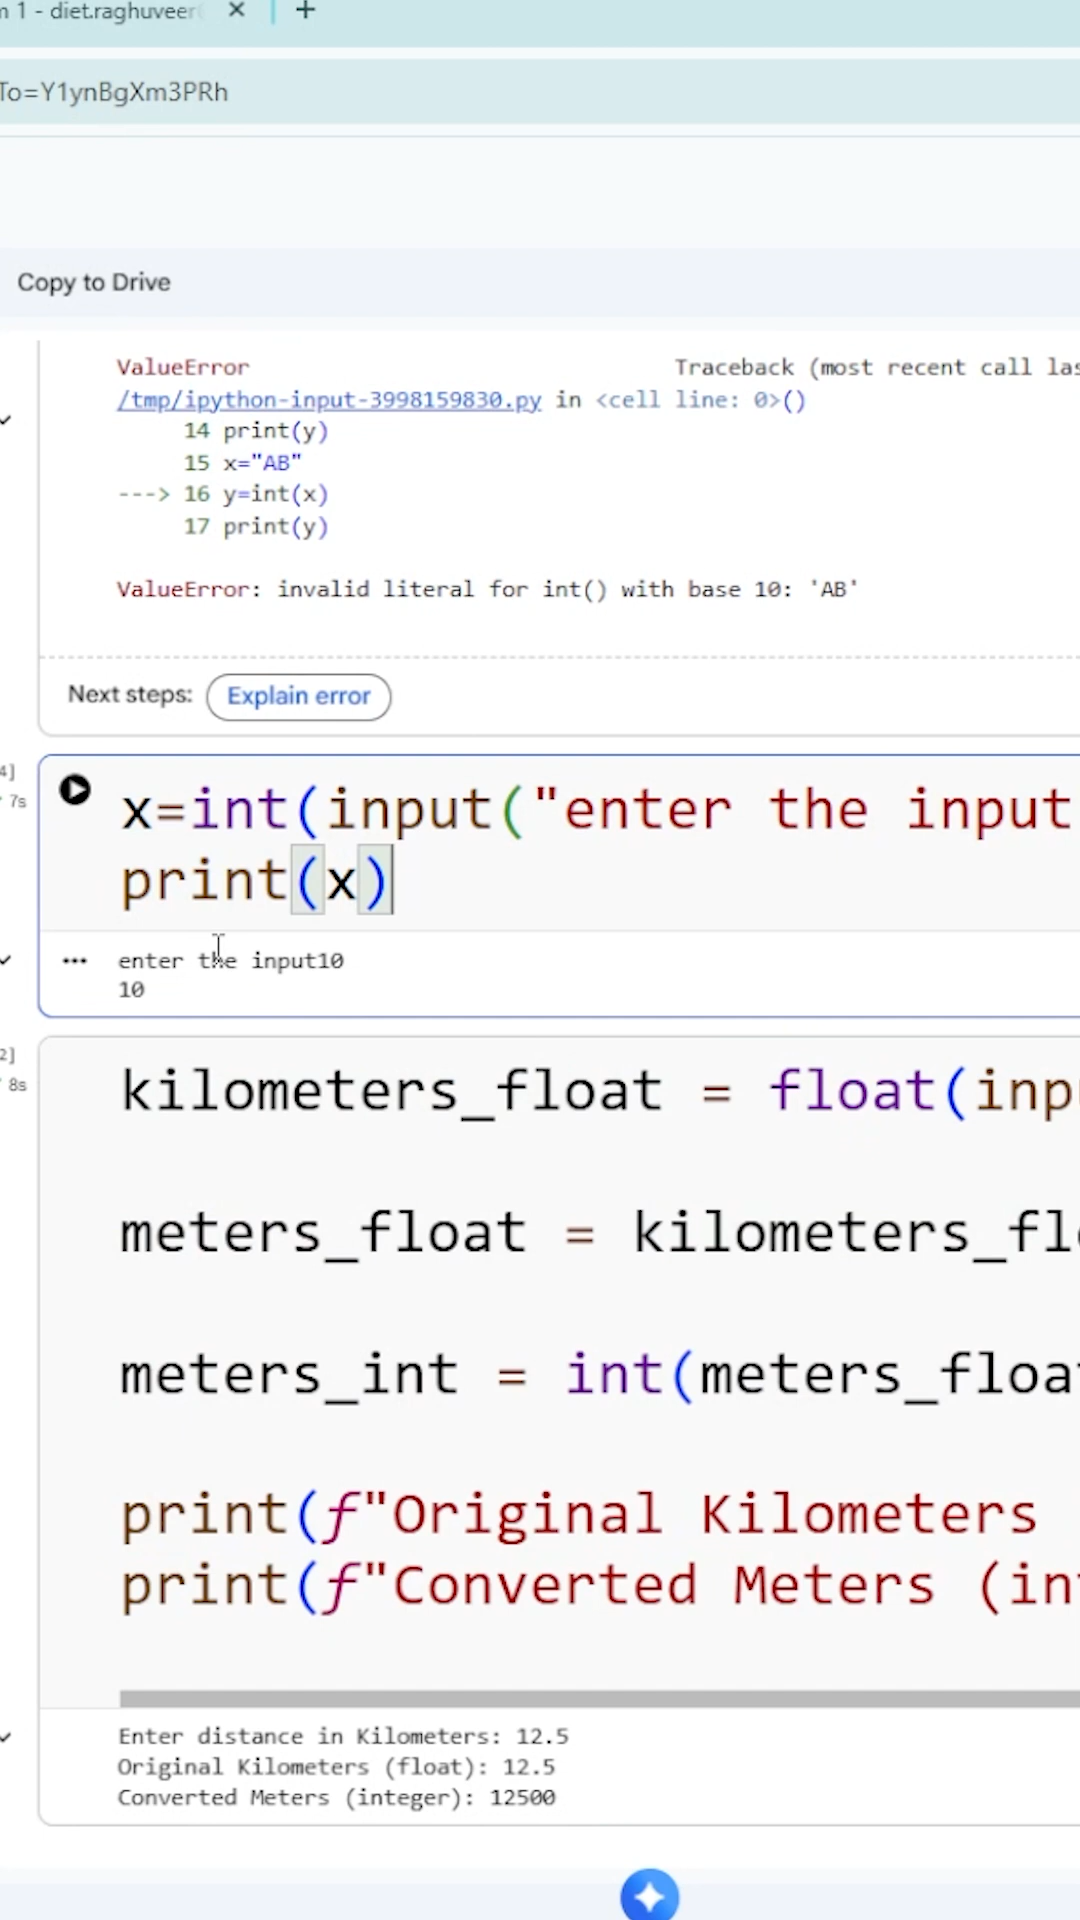 m 1 - diet.raghuveer
To=Y1ynBgXm3PRh
Copy to Drive
ValueError Traceback (most recent call las
/tmp/ipython-input-3998159830.py in <cell line: 0>()
14 print(y)
15 x="AB"
---> 16 y=int(x)
17 print(y)
ValueError: invalid literal for int() with base 10: 'AB'
Next steps: Explain error
4]
7s
x=int(input("enter the input
print(x)
enter the input10
10
2]
8s
kilometers_float = float(inp
meters_float = kilometers_fl
meters_int = int(meters_floa
print(f"Original Kilometers
print(f"Converted Meters (in
Enter distance in Kilometers: 12.5
Original Kilometers (float): 12.5
Converted Meters (integer): 12500